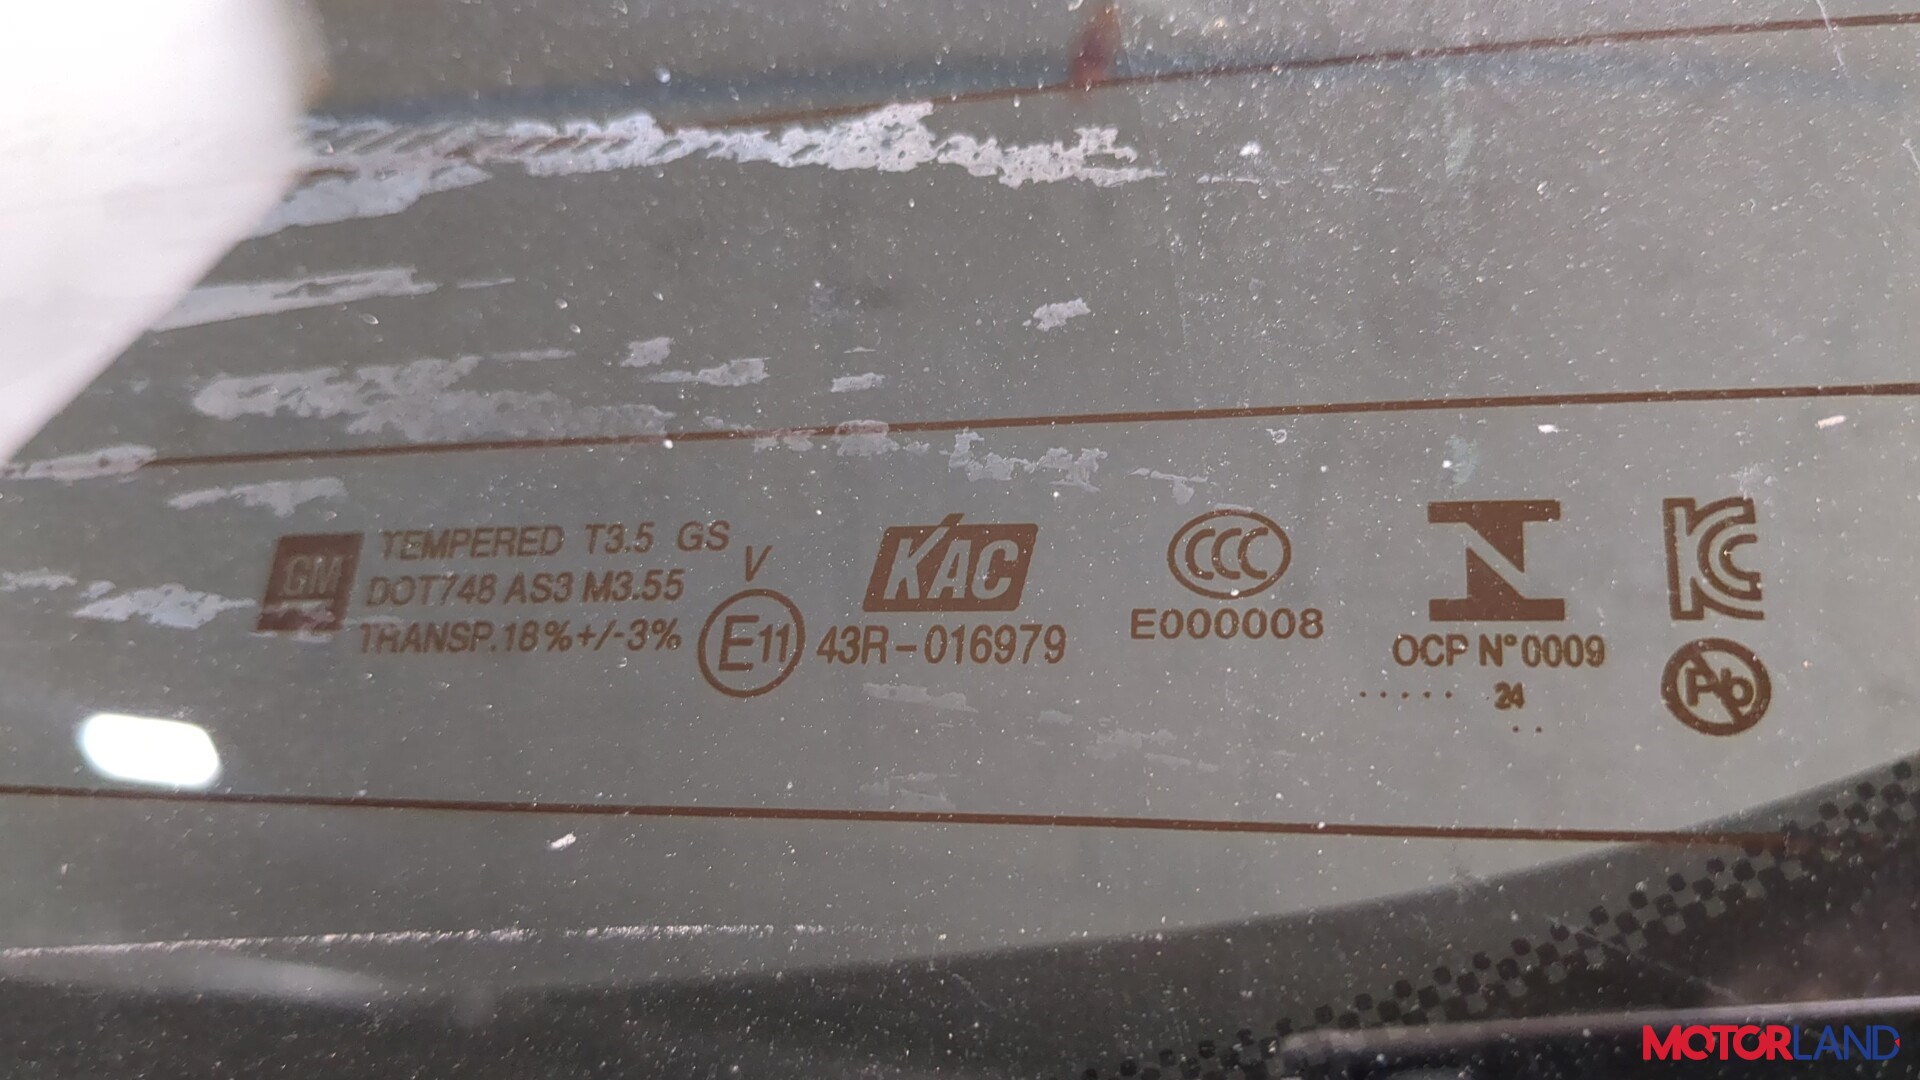 GM
TEMPERED T3.5 GS
DOT748 AS3 M3.55
TRANSP.18%+/-3%
V
E11
KAC
43R-016979
CCC
E000008
N
OCP N°0009
..... 24
..
KC
Pb
MOTORLAND